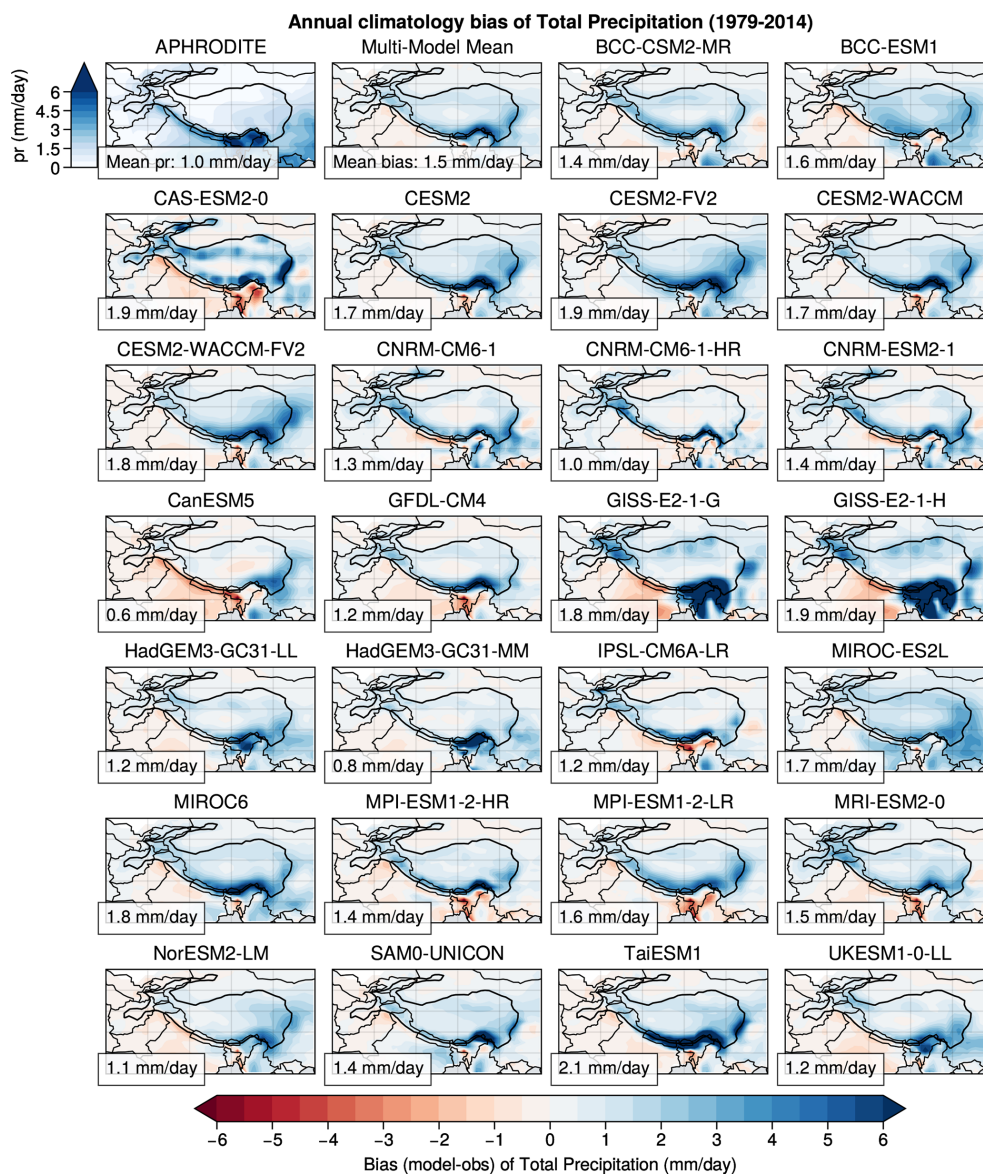 Annual climatology bias of Total Precipitation (1979-2014)
APHRODITE
Multi-Model Mean
BCC-CSM2-MR
BCC-ESM1
pr (mm/day)
6
4.5
3
1.5
0
Mean pr: 1.0 mm/day
Mean bias: 1.5 mm/day
1.4 mm/day
1.6 mm/day
CAS-ESM2-0
CESM2
CESM2-FV2
CESM2-WACCM
1.9 mm/day
1.7 mm/day
1.9 mm/day
1.7 mm/day
CESM2-WACCM-FV2
CNRM-CM6-1
CNRM-CM6-1-HR
CNRM-ESM2-1
1.8 mm/day
1.3 mm/day
1.0 mm/day
1.4 mm/day
CanESM5
GFDL-CM4
GISS-E2-1-G
GISS-E2-1-H
0.6 mm/day
1.2 mm/day
1.8 mm/day
1.9 mm/day
HadGEM3-GC31-LL
HadGEM3-GC31-MM
IPSL-CM6A-LR
MIROC-ES2L
1.2 mm/day
0.8 mm/day
1.2 mm/day
1.7 mm/day
MIROC6
MPI-ESM1-2-HR
MPI-ESM1-2-LR
MRI-ESM2-0
1.8 mm/day
1.4 mm/day
1.6 mm/day
1.5 mm/day
NorESM2-LM
SAM0-UNICON
TaiESM1
UKESM1-0-LL
1.1 mm/day
1.4 mm/day
2.1 mm/day
1.2 mm/day
−6 −5 −4 −3 −2 −1 0 1 2 3 4 5 6
Bias (model-obs) of Total Precipitation (mm/day)